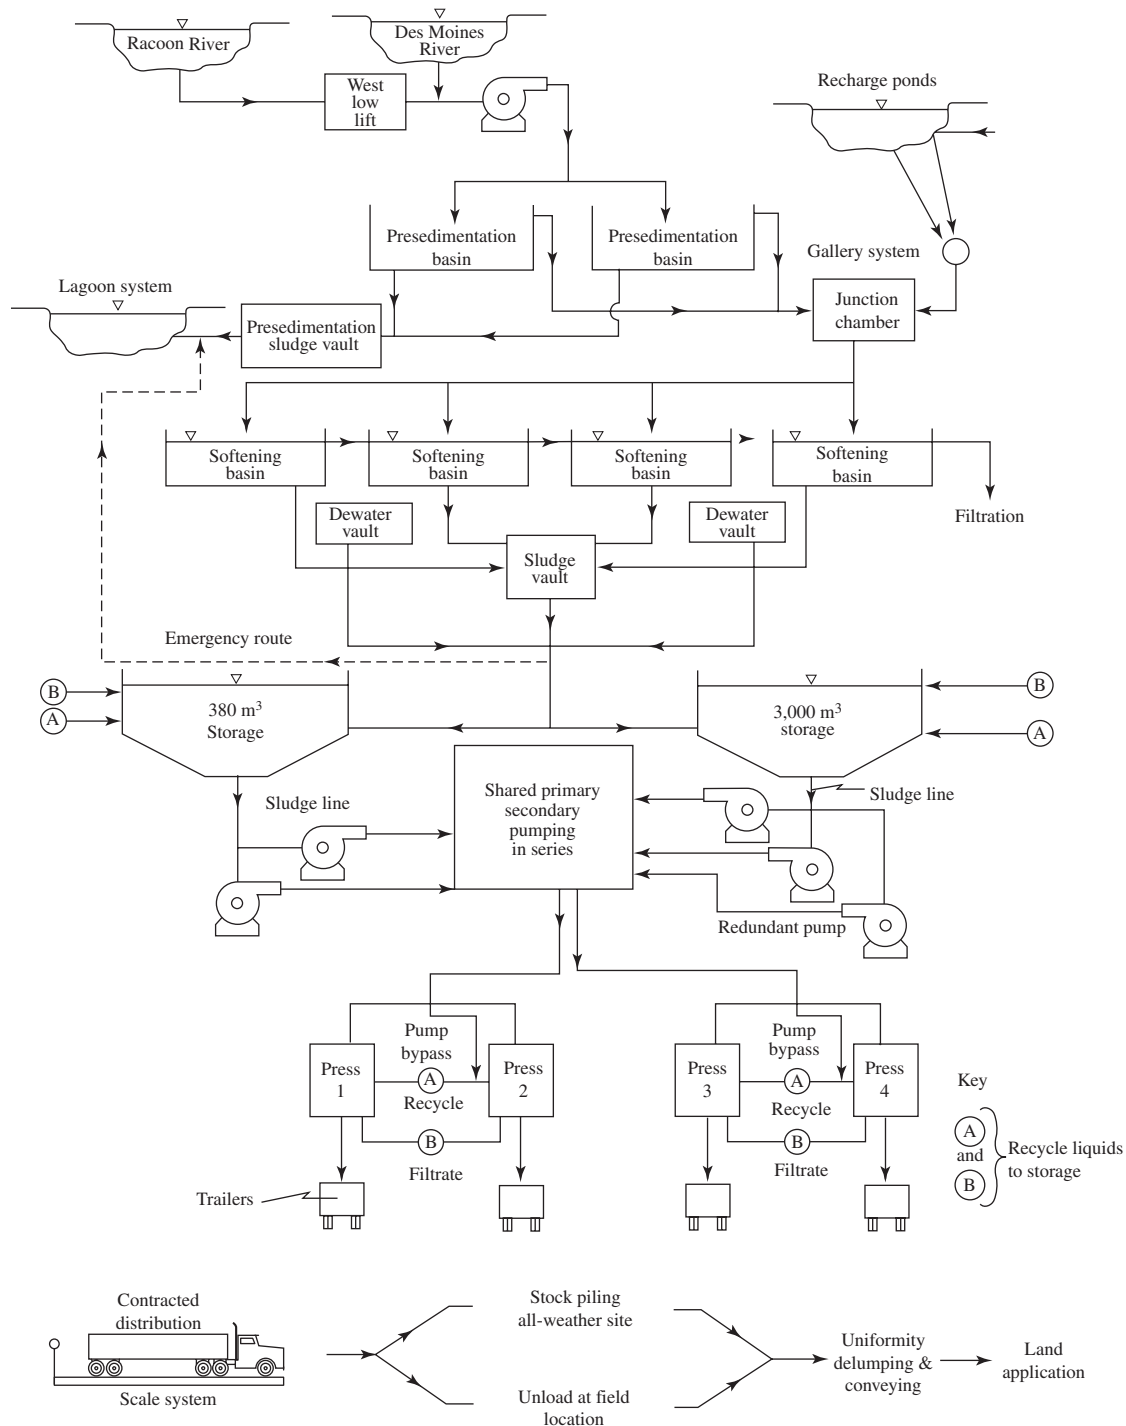 Racoon River
Des Moines
River
West
low
lift
Recharge ponds
Presedimentation
basin
Presedimentation
basin
Gallery system
Lagoon system
Junction
chamber
Presedimentation
sludge vault
Softening
basin
Softening
basin
Softening
basin
Softening
basin
Dewater
vault
Dewater
vault
Filtration
Sludge
vault
Emergency route
B
A
380 m³
Storage
3,000 m³
storage
B
A
Sludge line
Shared primary
secondary
pumping
in series
Sludge line
Redundant pump
Press
1
Pump
bypass
A
Recycle
B
Filtrate
Press
2
Press
3
Pump
bypass
A
Recycle
B
Filtrate
Press
4
Key
A
and
B
Recycle liquids
to storage
Trailers
Contracted
distribution
Scale system
Stock piling
all-weather site
Unload at field
location
Uniformity
delumping &
conveying
Land
application